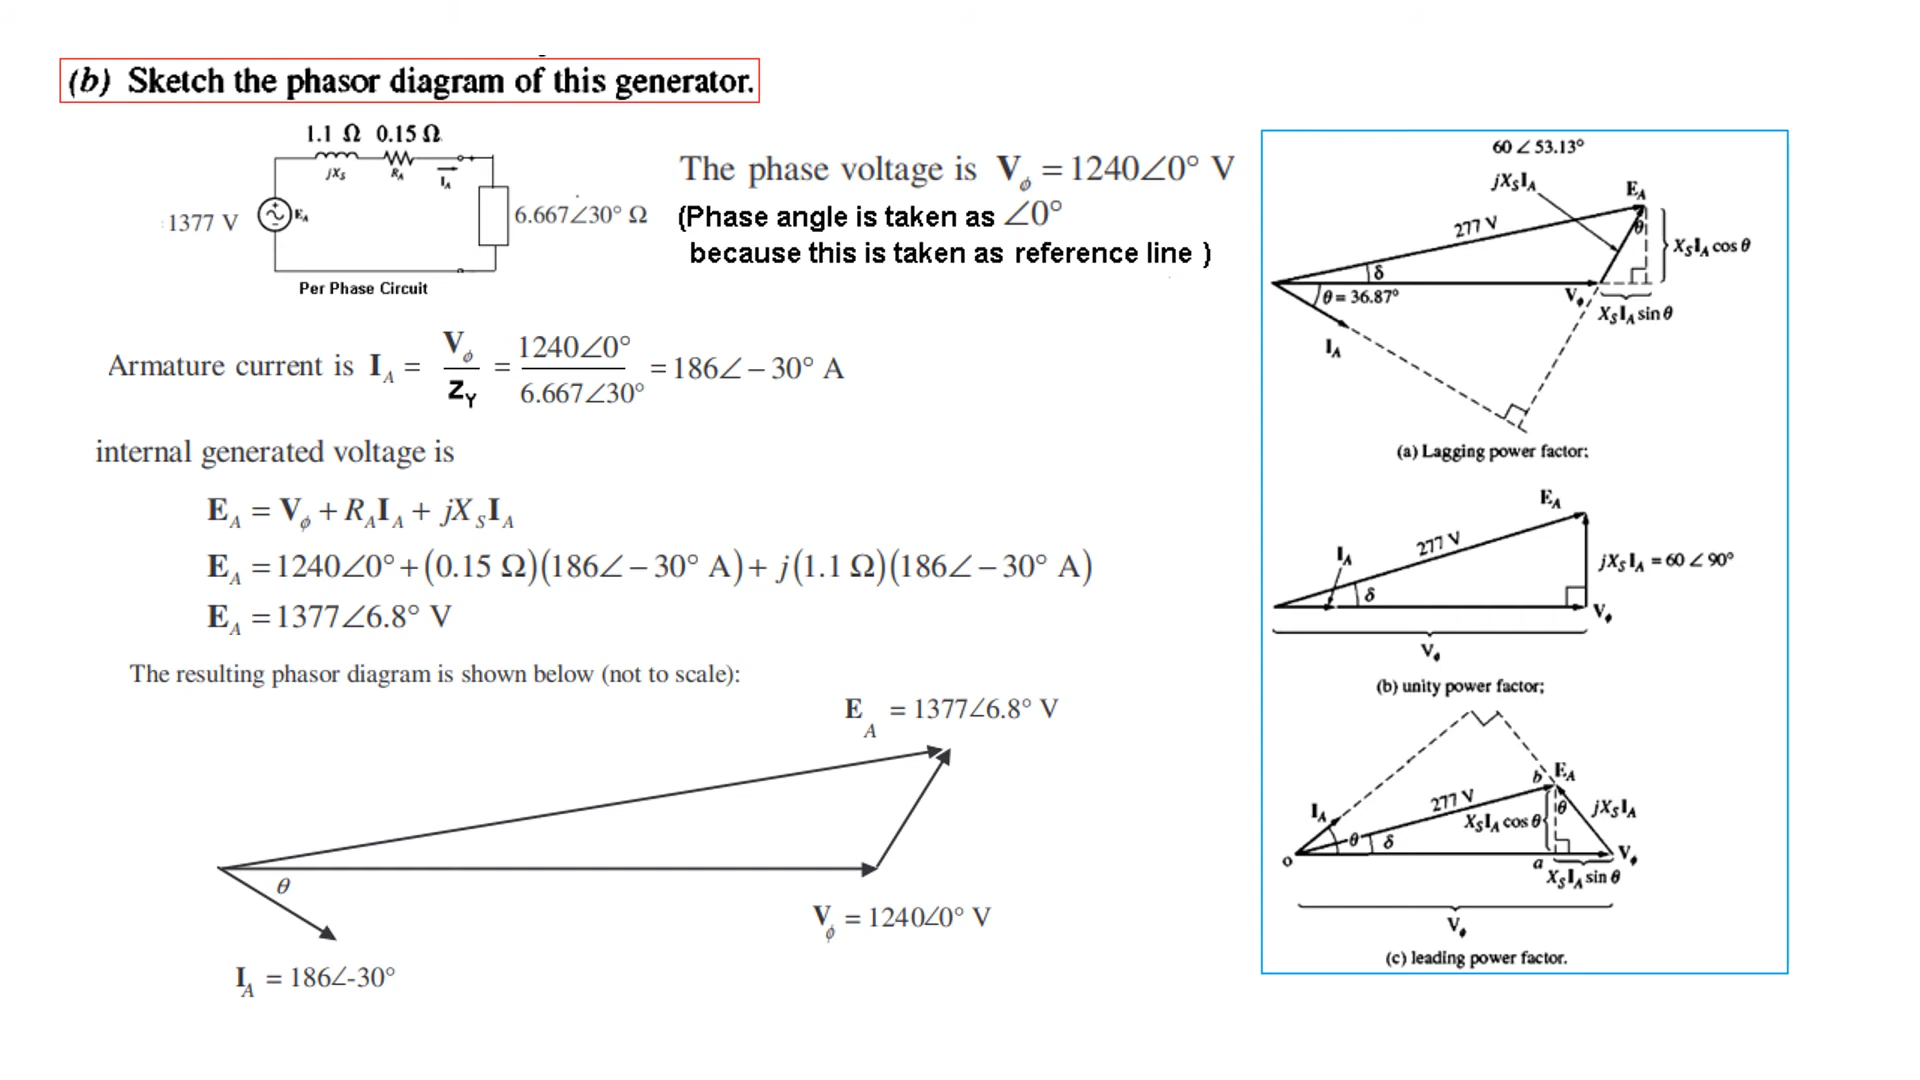 (b) Sketch the phasor diagram of this generator.
1.1 Ω 0.15 Ω
jXS RA IA
1377 V
EA
6.667∠30° Ω
Per Phase Circuit
The phase voltage is Vϕ = 1240∠0° V
(Phase angle is taken as ∠0°
because this is taken as reference line )
Armature current is IA = Vϕ / ZY = 1240∠0° / 6.667∠30° = 186∠ – 30° A
internal generated voltage is
EA = Vϕ + RAIA + jXSIA
EA = 1240∠0° + (0.15 Ω)(186∠ – 30° A) + j(1.1 Ω)(186∠ – 30° A)
EA = 1377∠6.8° V
The resulting phasor diagram is shown below (not to scale):
EA = 1377∠6.8° V
θ
Vϕ = 1240∠0° V
IA = 186∠-30°
60 ∠ 53.13°
jXSIA
EA
277 V
θ
XSIA cos θ
δ
θ = 36.87°
Vϕ
XSIA sin θ
IA
(a) Lagging power factor:
EA
277 V
IA
jXSIA = 60 ∠ 90°
δ
Vϕ
Vϕ
(b) unity power factor;
b EA
277 V
IA
θ
jXSIA
XSIA cos θ
θ δ
o
a
Vϕ
XSIA sin θ
Vϕ
(c) leading power factor.